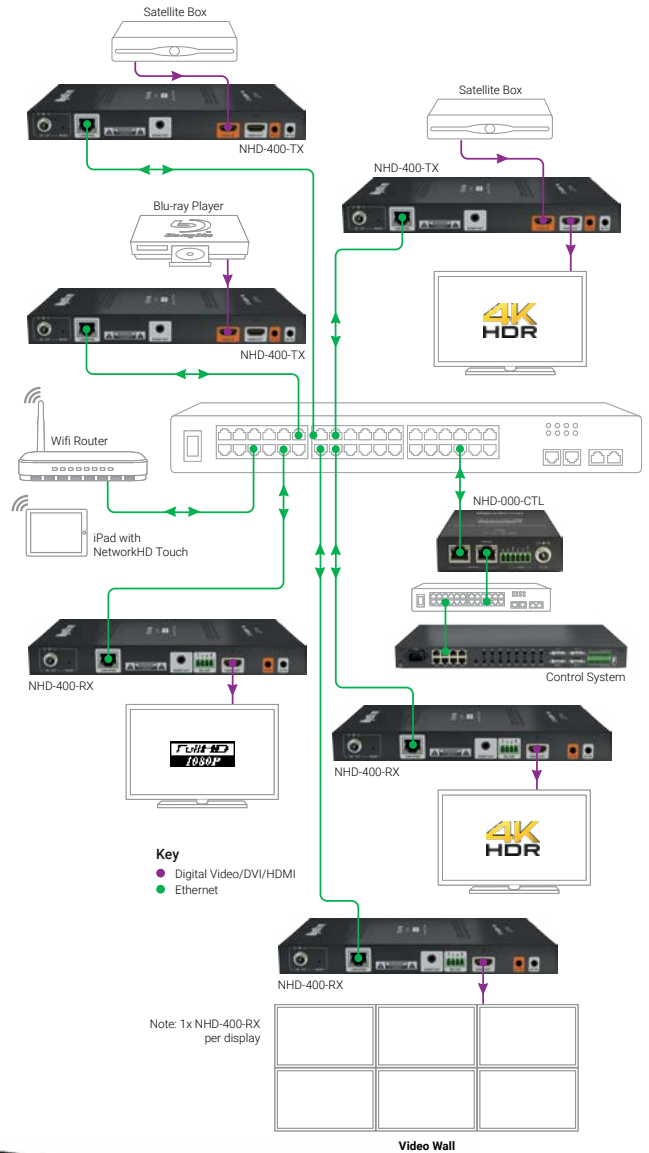 Satellite Box
NHD-400-TX
Satellite Box
NHD-400-TX
4K
HDR
Blu-ray Player
Blu-ray Disc
NHD-400-TX
Wifi Router
iPad with
NetworkHD Touch
NHD-000-CTL
Control System
NHD-400-RX
Full HD
1080P
NHD-400-RX
4K
HDR
Key
Digital Video/DVI/HDMI
Ethernet
NHD-400-RX
Note: 1x NHD-400-RX
per display
Video Wall